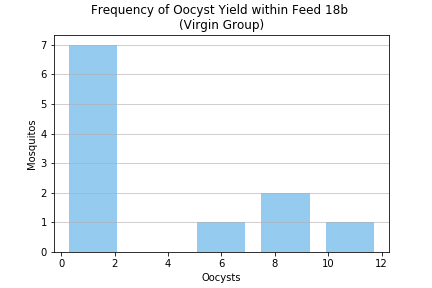 Frequency of Oocyst Yield within Feed 18b
(Virgin Group)
7
6
5
4
3
2
1
0
Mosquitos
0 2 4 6 8 10 12
Oocysts